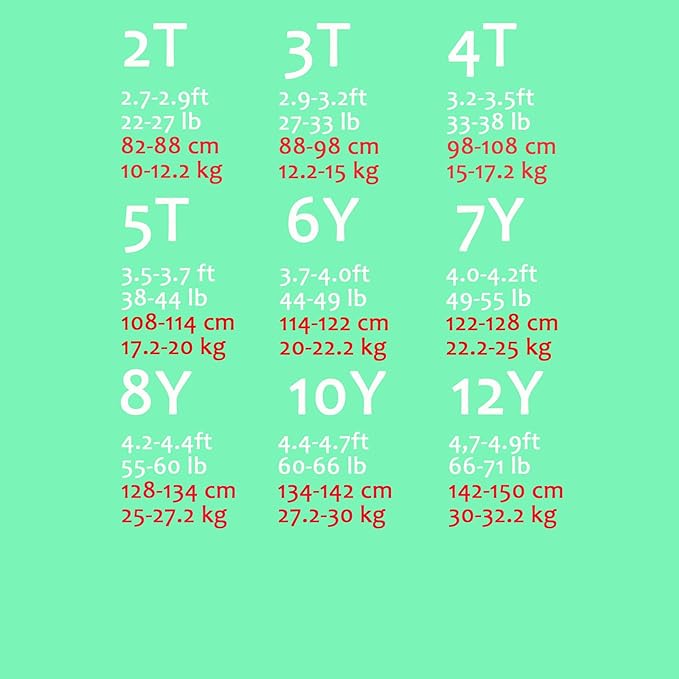 2T
2.7-2.9ft
22-27 lb
82-88 cm
10-12.2 kg
3T
2.9-3.2ft
27-33 lb
88-98 cm
12.2-15 kg
4T
3.2-3.5ft
33-38 lb
98-108 cm
15-17.2 kg
5T
3.5-3.7 ft
38-44 lb
108-114 cm
17.2-20 kg
6Y
3.7-4.0ft
44-49 lb
114-122 cm
20-22.2 kg
7Y
4.0-4.2ft
49-55 lb
122-128 cm
22.2-25 kg
8Y
4.2-4.4ft
55-60 lb
128-134 cm
25-27.2 kg
10Y
4.4-4.7ft
60-66 lb
134-142 cm
27.2-30 kg
12Y
4,7-4.9ft
66-71 lb
142-150 cm
30-32.2 kg